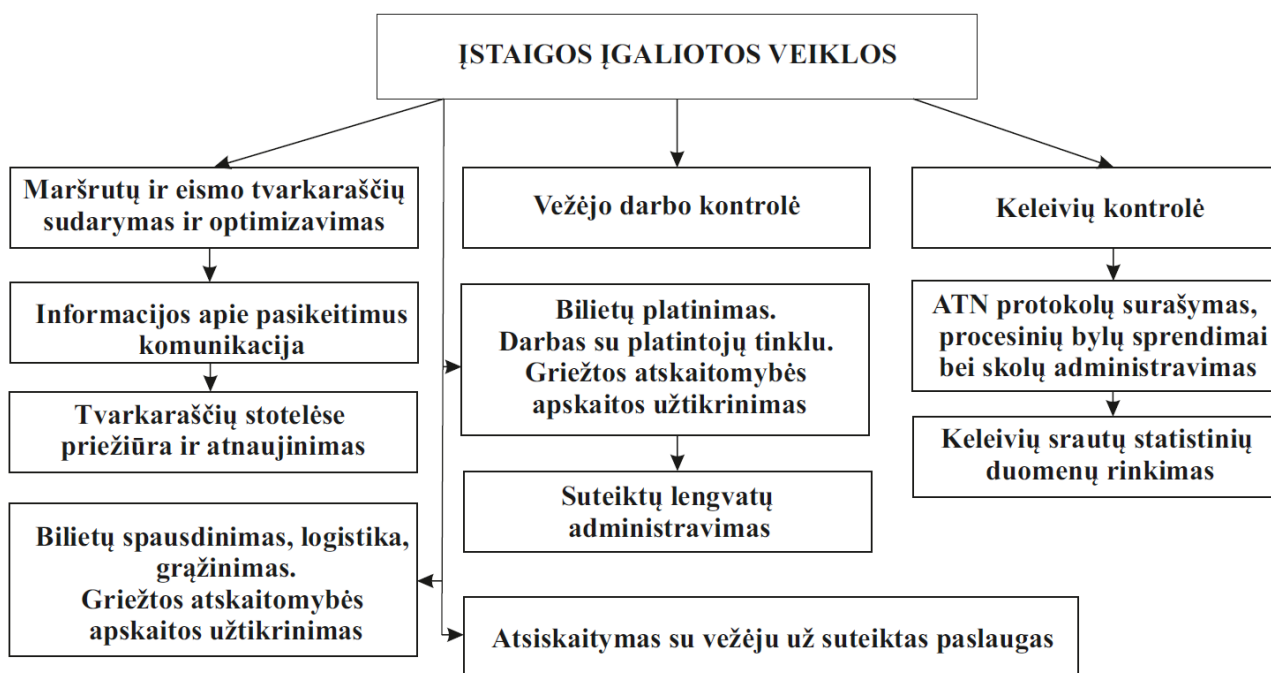 ĮSTAIGOS ĮGALIOTOS VEIKLOS
Maršrutų ir eismo tvarkaraščių
sudarymas ir optimizavimas
Informacijos apie pasikeitimus
komunikacija
Tvarkaraščių stotelėse
priežiūra ir atnaujinimas
Bilietų spausdinimas, logistika,
grąžinimas.
Griežtos atskaitomybės
apskaitos užtikrinimas
Vežėjo darbo kontrolė
Bilietų platinimas.
Darbas su platintojų tinklu.
Griežtos atskaitomybės
apskaitos užtikrinimas
Suteiktų lengvatų
administravimas
Atsiskaitymas su vežėju už suteiktas paslaugas
Keleivių kontrolė
ATN protokolų surašymas,
procesinių bylų sprendimai
bei skolų administravimas
Keleivių srautų statistinių
duomenų rinkimas